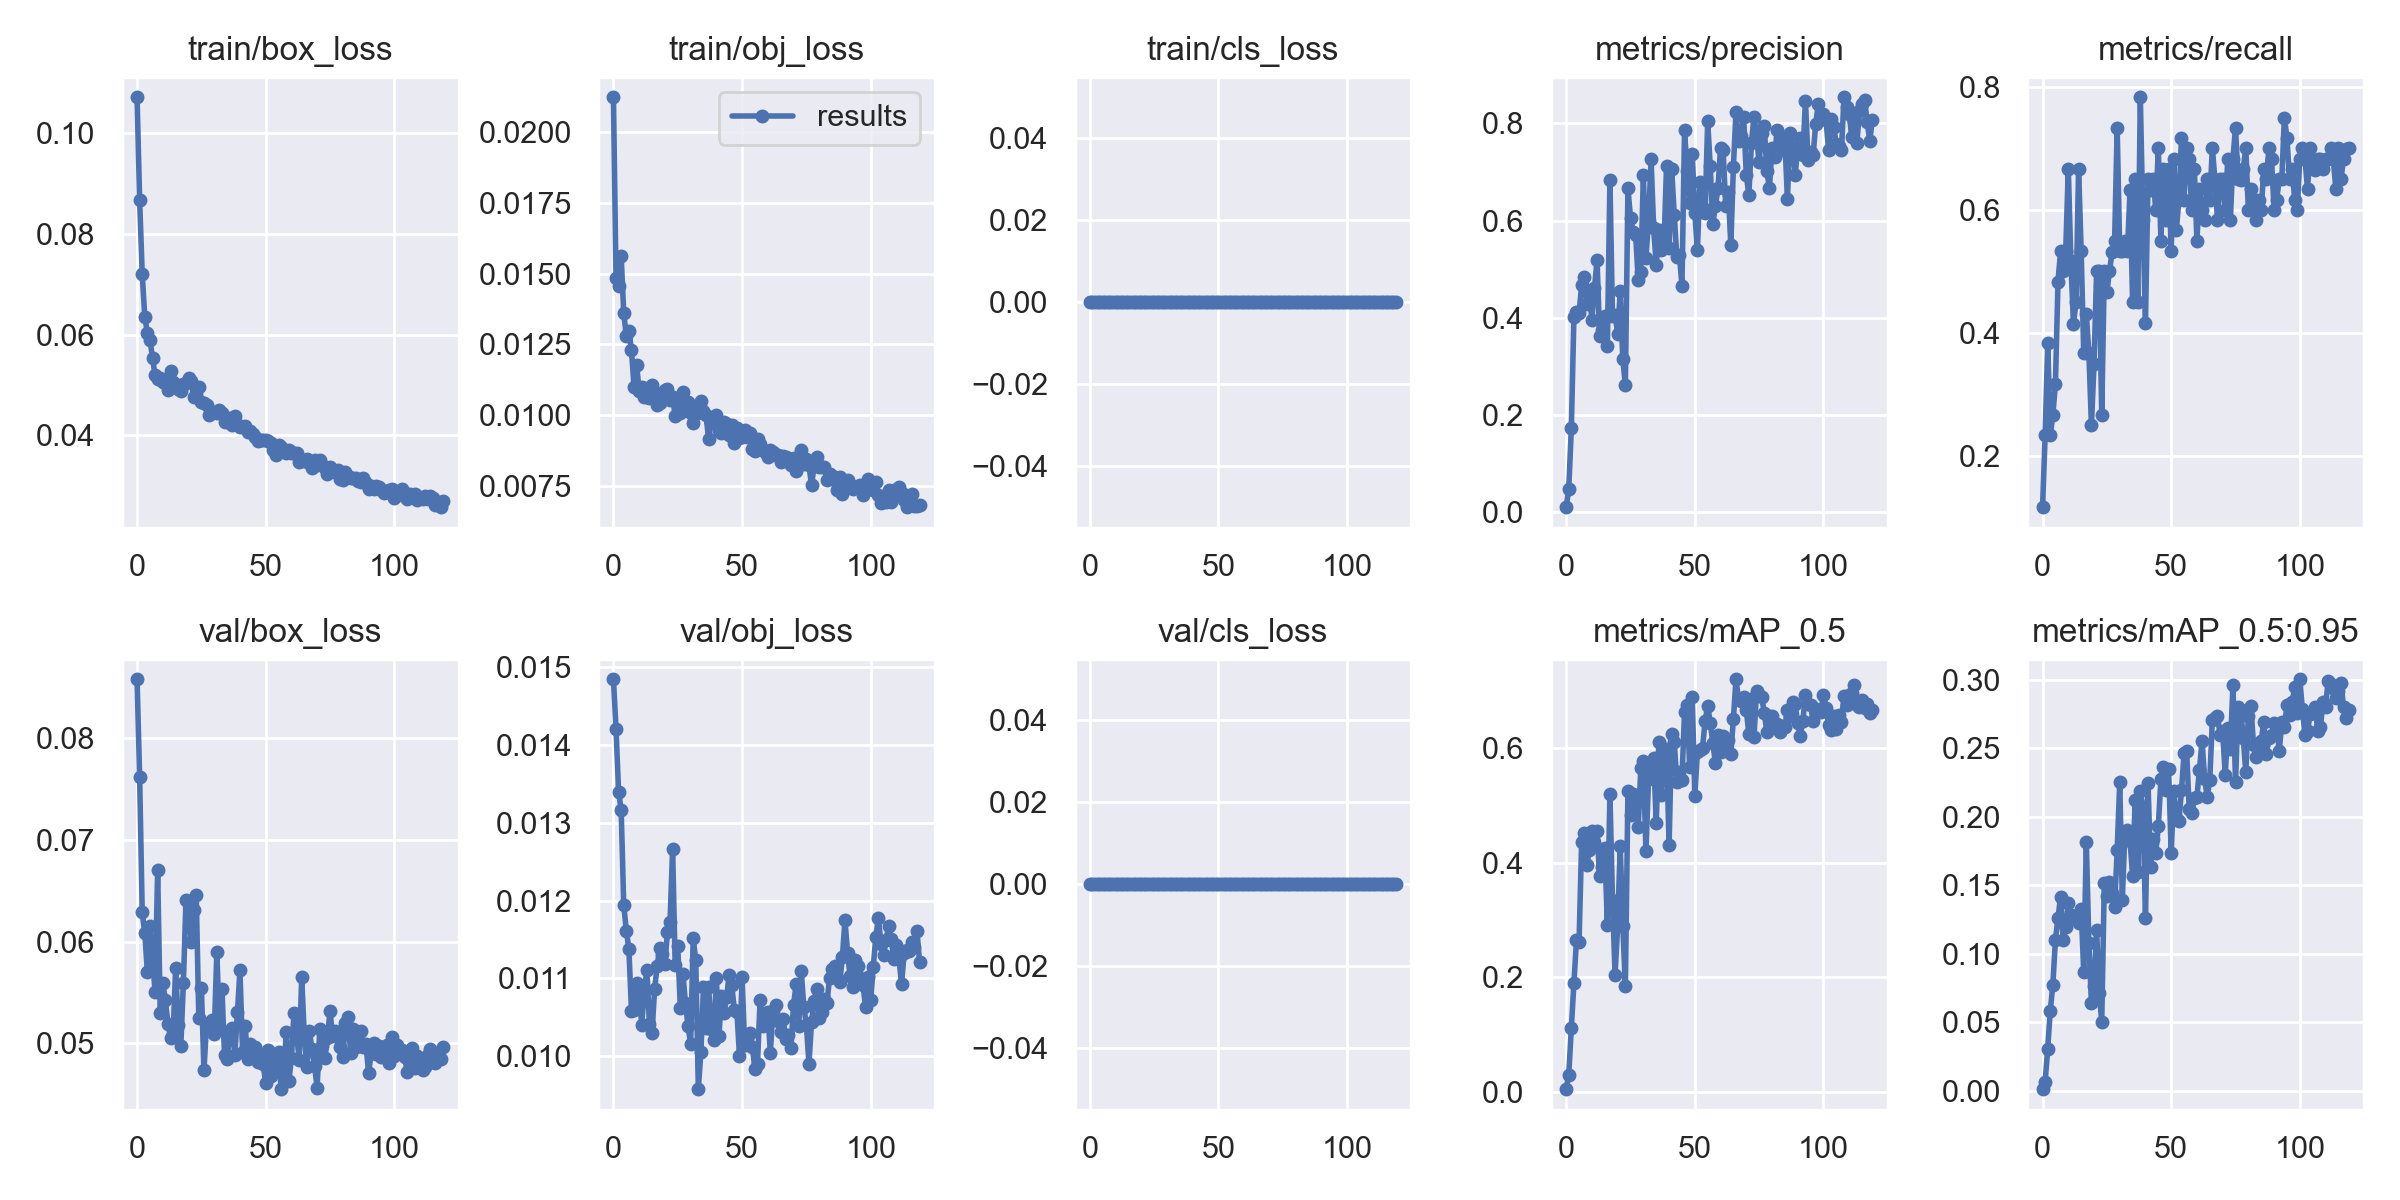 train/box_loss
train/obj_loss
train/cls_loss
metrics/precision
metrics/recall
0.10
0.08
0.06
0.04
0 50 100
results
0.0200
0.0175
0.0150
0.0125
0.0100
0.0075
0 50 100
0.04
0.02
0.00
−0.02
−0.04
0 50 100
0.8
0.6
0.4
0.2
0.0
0 50 100
0.8
0.6
0.4
0.2
0 50 100
val/box_loss
val/obj_loss
val/cls_loss
metrics/mAP_0.5
metrics/mAP_0.5:0.95
0.08
0.07
0.06
0.05
0 50 100
0.015
0.014
0.013
0.012
0.011
0.010
0 50 100
0.04
0.02
0.00
−0.02
−0.04
0 50 100
0.6
0.4
0.2
0.0
0 50 100
0.30
0.25
0.20
0.15
0.10
0.05
0.00
0 50 100